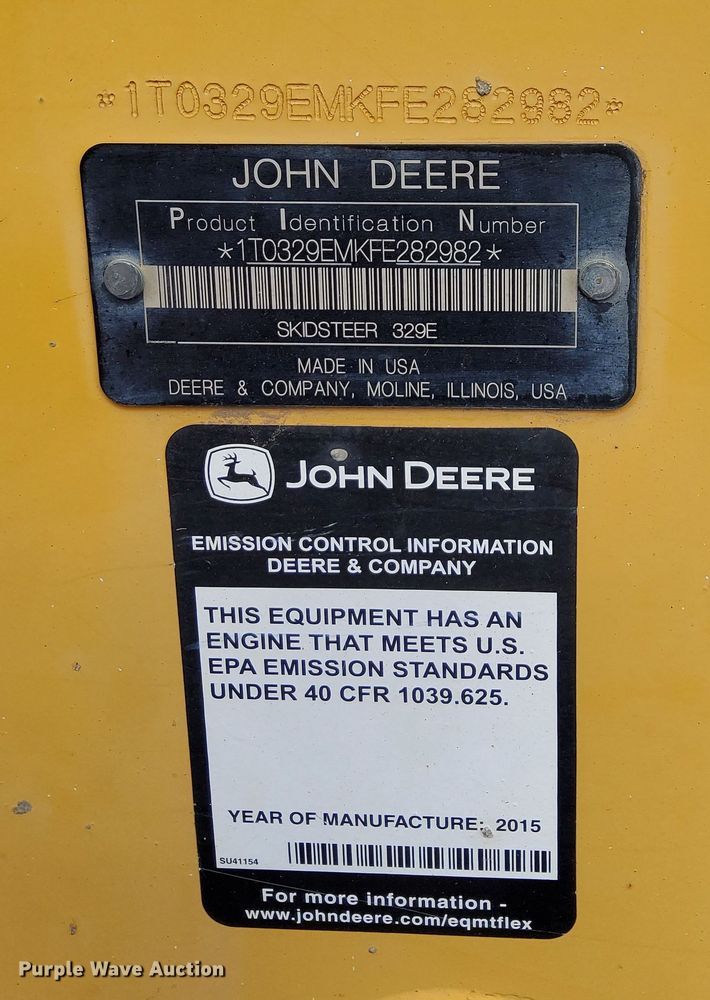 *1T0329EMKFE282982*
JOHN DEERE
Product Identification Number
*1T0329EMKFE282982*
SKIDSTEER 329E
MADE IN USA
DEERE & COMPANY, MOLINE, ILLINOIS, USA
JOHN DEERE
EMISSION CONTROL INFORMATION
DEERE & COMPANY
THIS EQUIPMENT HAS AN
ENGINE THAT MEETS U.S.
EPA EMISSION STANDARDS
UNDER 40 CFR 1039.625.
YEAR OF MANUFACTURE: 2015
SU41154
For more information -
www.johndeere.com/eqmtflex
Purple Wave Auction